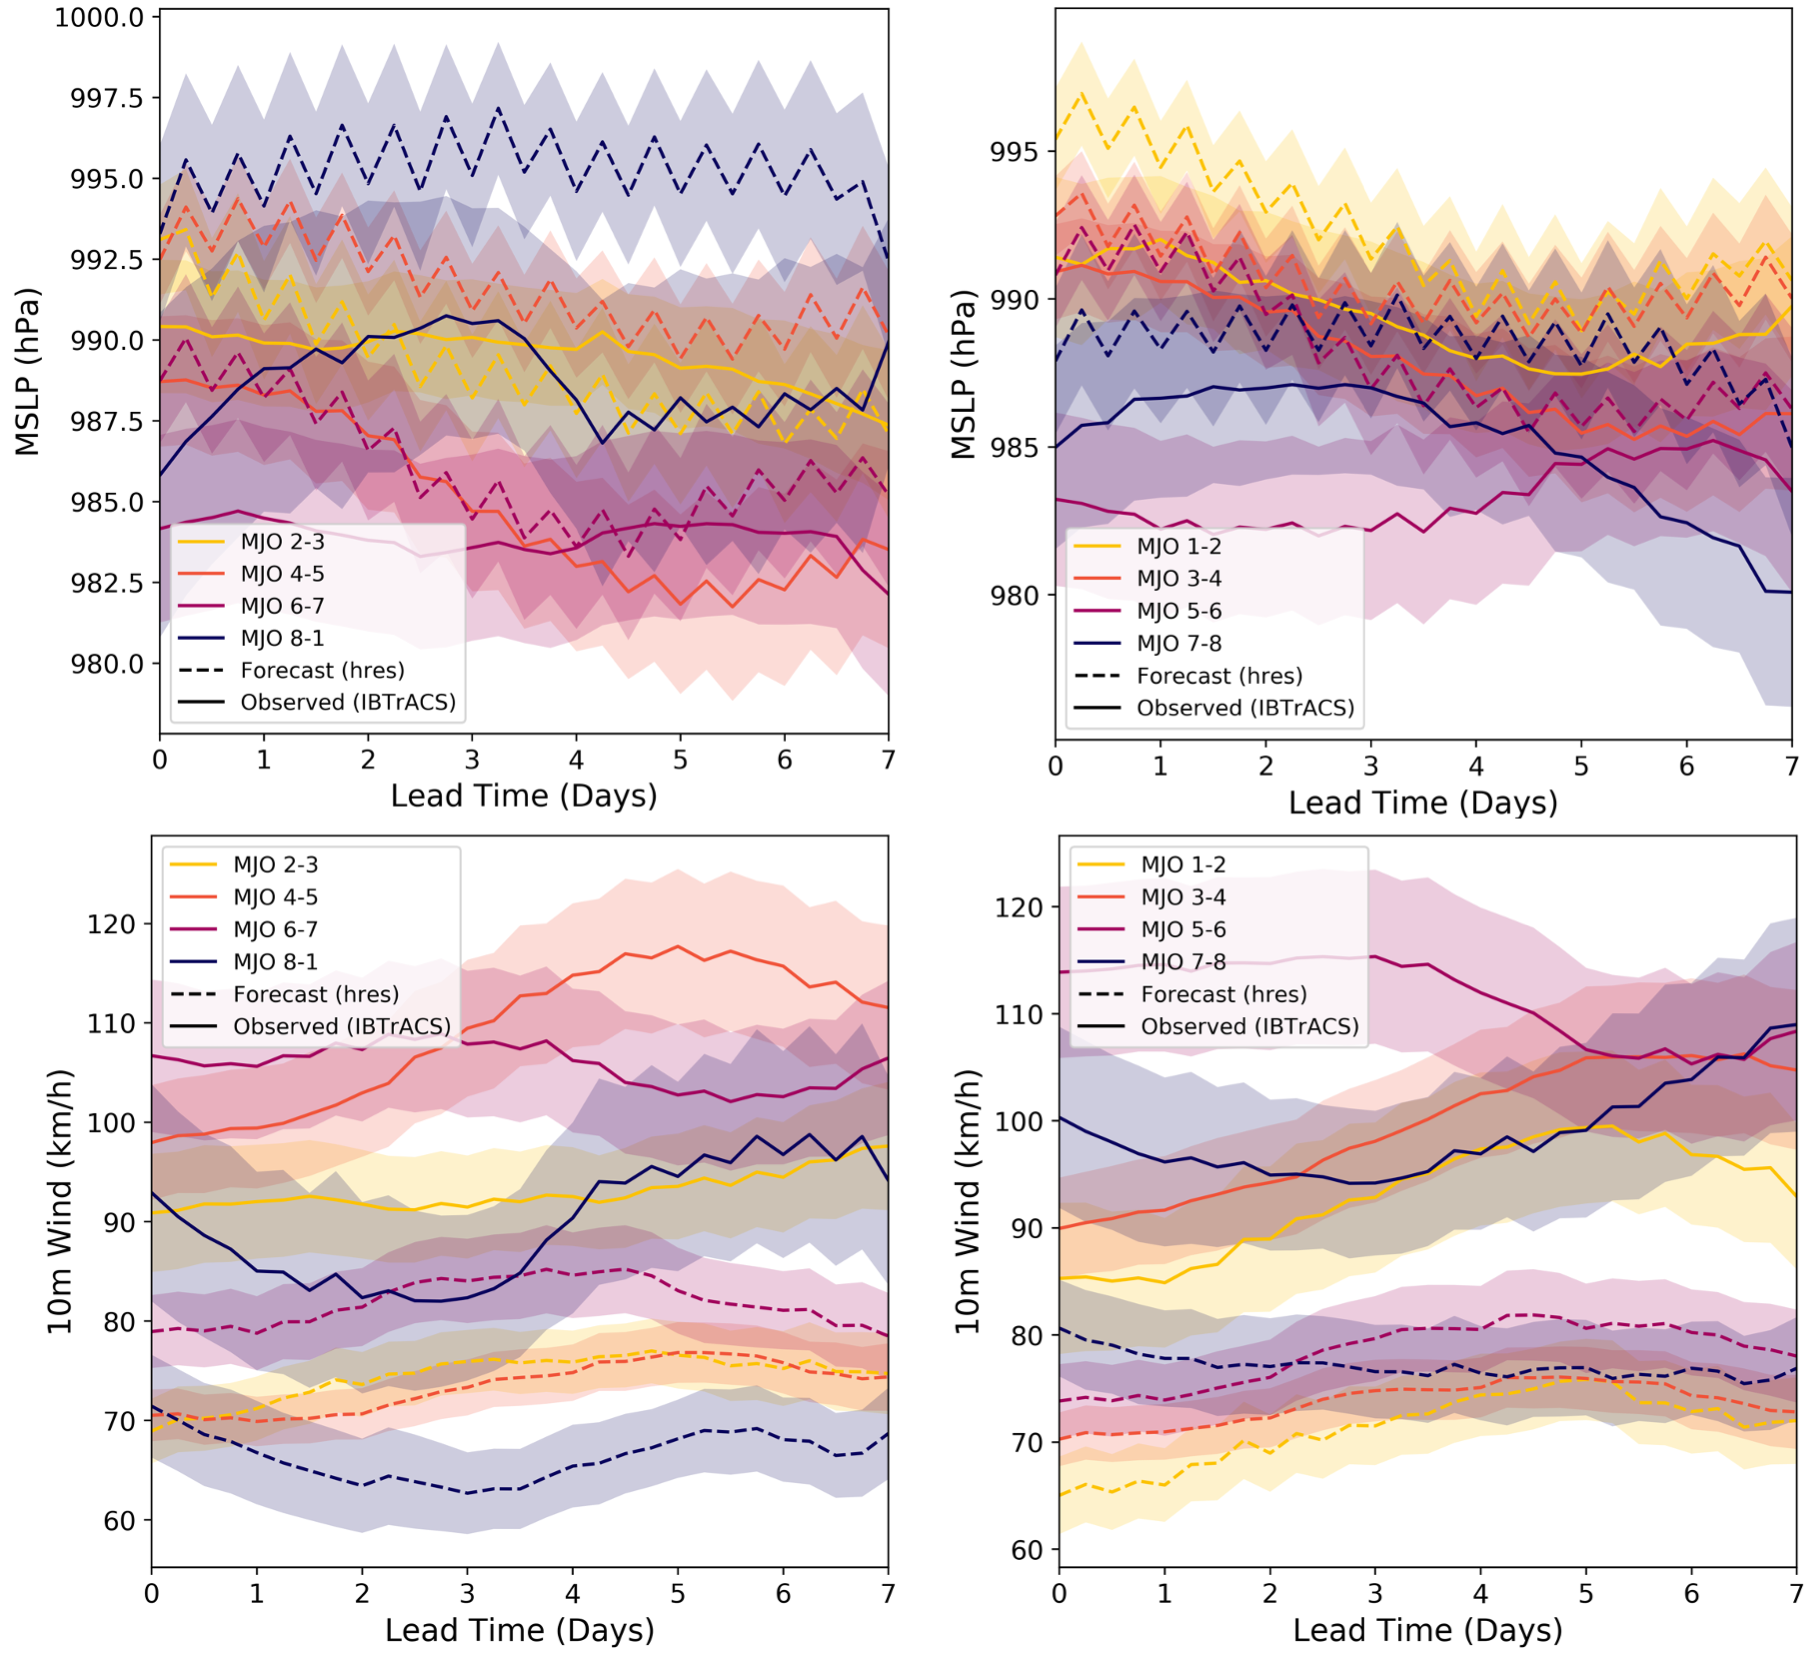 1000.0
997.5
995.0
992.5
990.0
987.5
985.0
982.5
980.0
MSLP (hPa)
MJO 2-3
MJO 4-5
MJO 6-7
MJO 8-1
Forecast (hres)
Observed (IBTrACS)
0 1 2 3 4 5 6 7
Lead Time (Days)
995
990
985
980
MSLP (hPa)
MJO 1-2
MJO 3-4
MJO 5-6
MJO 7-8
Forecast (hres)
Observed (IBTrACS)
0 1 2 3 4 5 6 7
Lead Time (Days)
120
110
100
90
80
70
60
10m Wind (km/h)
MJO 2-3
MJO 4-5
MJO 6-7
MJO 8-1
Forecast (hres)
Observed (IBTrACS)
0 1 2 3 4 5 6 7
Lead Time (Days)
120
110
100
90
80
70
60
10m Wind (km/h)
MJO 1-2
MJO 3-4
MJO 5-6
MJO 7-8
Forecast (hres)
Observed (IBTrACS)
0 1 2 3 4 5 6 7
Lead Time (Days)